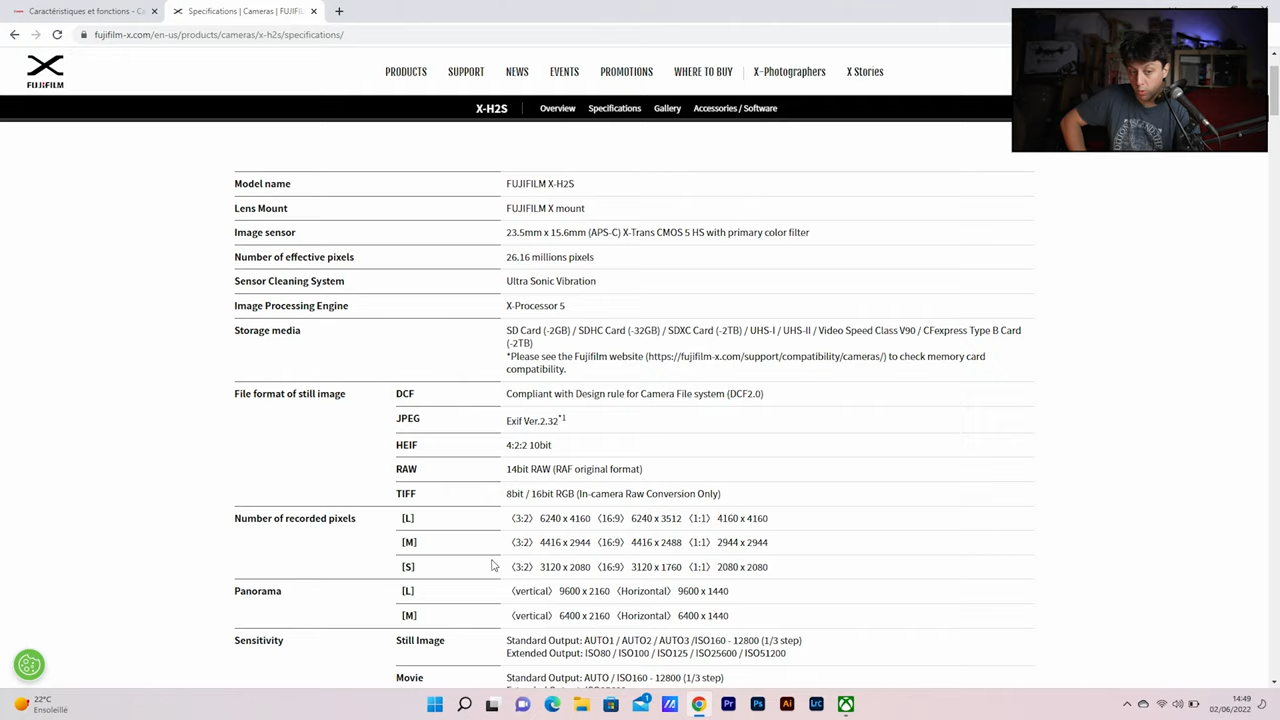 Caractéristiques et fonctions - Ca
Specifications | Cameras | FUJIFIL
fujifilm-x.com/en-us/products/cameras/x-h2s/specifications/
FUJIFILM
PRODUCTS SUPPORT NEWS EVENTS PROMOTIONS WHERE TO BUY X-Photographers X Stories
X-H2S Overview Specifications Gallery Accessories / Software
Model name FUJIFILM X-H2S
Lens Mount FUJIFILM X mount
Image sensor 23.5mm x 15.6mm (APS-C) X-Trans CMOS 5 HS with primary color filter
Number of effective pixels 26.16 millions pixels
Sensor Cleaning System Ultra Sonic Vibration
Image Processing Engine X-Processor 5
Storage media SD Card (-2GB) / SDHC Card (-32GB) / SDXC Card (-2TB) / UHS-I / UHS-II / Video Speed Class V90 / CFexpress Type B Card
(-2TB)
*Please see the Fujifilm website (https://fujifilm-x.com/support/compatibility/cameras/) to check memory card
compatibility.
File format of still image DCF Compliant with Design rule for Camera File system (DCF2.0)
JPEG Exif Ver.2.32*1
HEIF 4:2:2 10bit
RAW 14bit RAW (RAF original format)
TIFF 8bit / 16bit RGB (In-camera Raw Conversion Only)
Number of recorded pixels [L] 〈3:2〉 6240 x 4160 〈16:9〉 6240 x 3512 〈1:1〉 4160 x 4160
[M] 〈3:2〉 4416 x 2944 〈16:9〉 4416 x 2488 〈1:1〉 2944 x 2944
[S] 〈3:2〉 3120 x 2080 〈16:9〉 3120 x 1760 〈1:1〉 2080 x 2080
Panorama [L] 〈vertical〉 9600 x 2160 〈Horizontal〉 9600 x 1440
[M] 〈vertical〉 6400 x 2160 〈Horizontal〉 6400 x 1440
Sensitivity Still Image Standard Output: AUTO1 / AUTO2 / AUTO3 /ISO160 - 12800 (1/3 step)
Extended Output: ISO80 / ISO100 / ISO125 / ISO25600 / ISO51200
Movie Standard Output: AUTO / ISO160 - 12800 (1/3 step)
22°C
Ensoleillé
Pr Ps Ai Lrc
14:49
02/06/2022